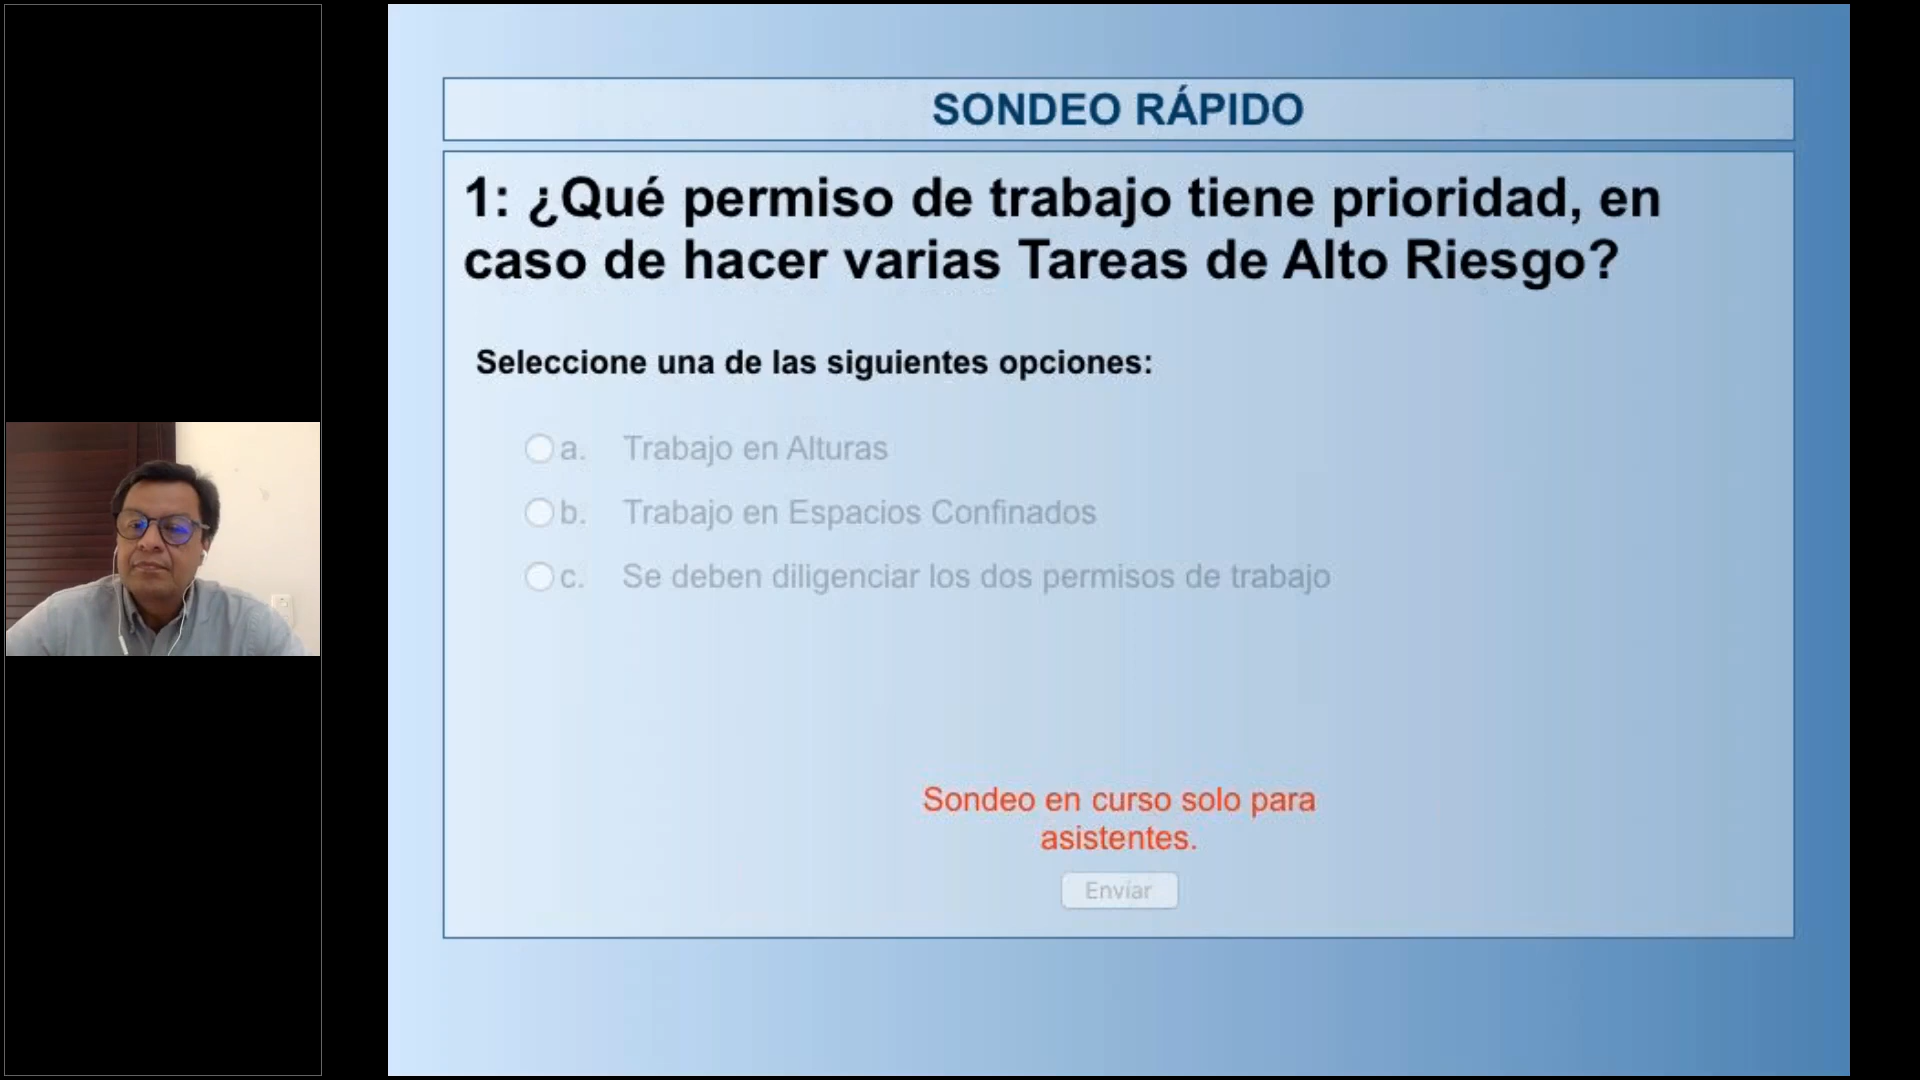 SONDEO RÁPIDO
1: ¿Qué permiso de trabajo tiene prioridad, en
caso de hacer varias Tareas de Alto Riesgo?
Seleccione una de las siguientes opciones:
a. Trabajo en Alturas
b. Trabajo en Espacios Confinados
c. Se deben diligenciar los dos permisos de trabajo
Sondeo en curso solo para
asistentes.
Envíar